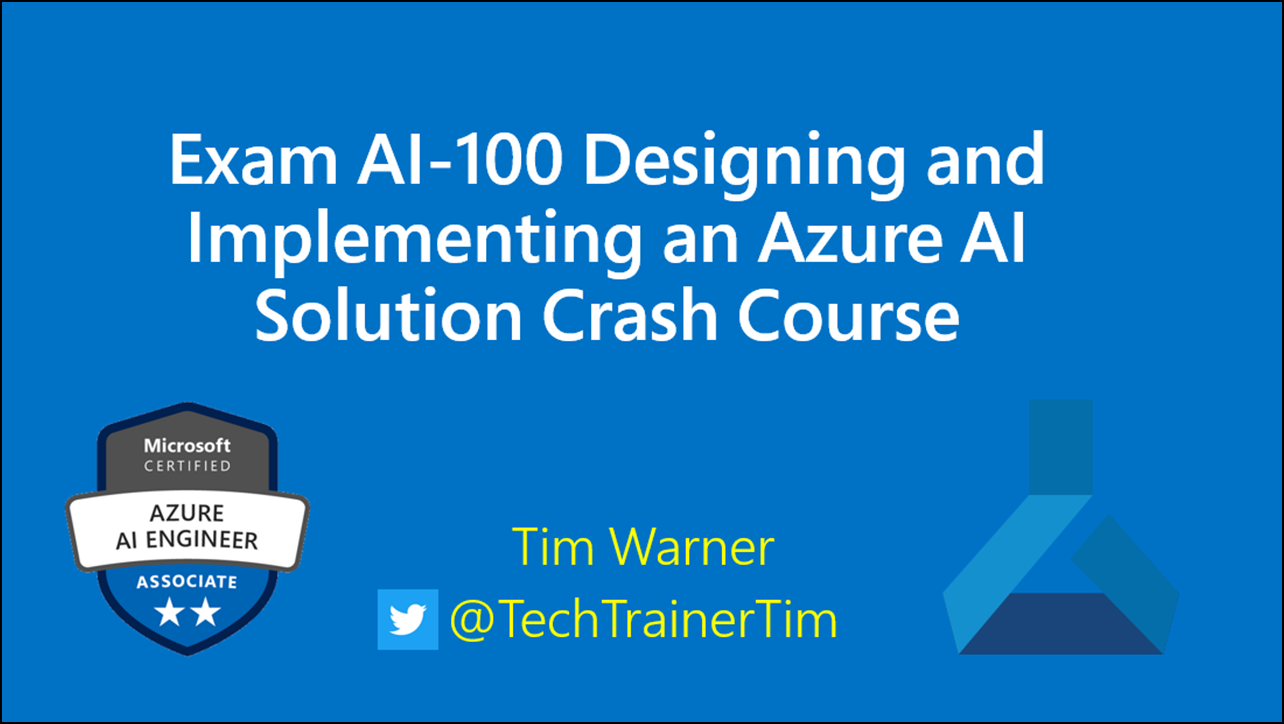 Exam AI-100 Designing and
Implementing an Azure AI
Solution Crash Course
Microsoft
CERTIFIED
AZURE
AI ENGINEER
ASSOCIATE
Tim Warner
@TechTrainerTim